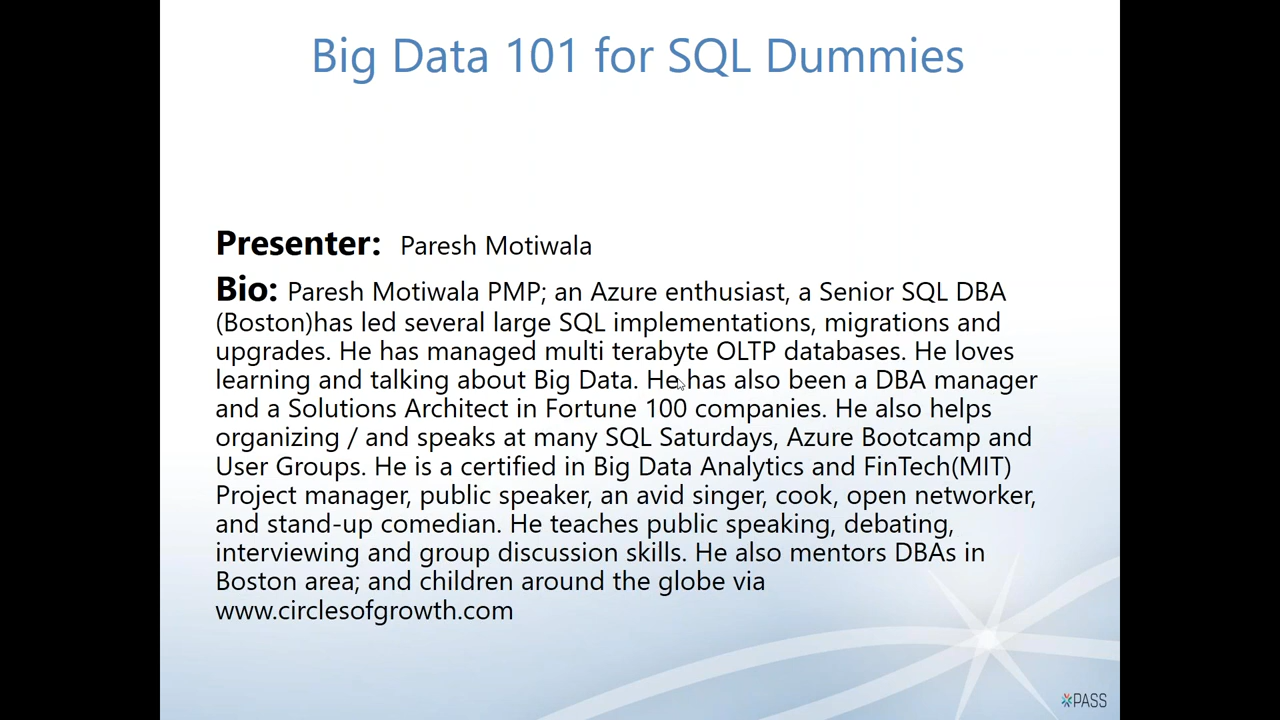 Big Data 101 for SQL Dummies
Presenter: Paresh Motiwala
Bio: Paresh Motiwala PMP; an Azure enthusiast, a Senior SQL DBA
(Boston)has led several large SQL implementations, migrations and
upgrades. He has managed multi terabyte OLTP databases. He loves
learning and talking about Big Data. He has also been a DBA manager
and a Solutions Architect in Fortune 100 companies. He also helps
organizing / and speaks at many SQL Saturdays, Azure Bootcamp and
User Groups. He is a certified in Big Data Analytics and FinTech(MIT)
Project manager, public speaker, an avid singer, cook, open networker,
and stand-up comedian. He teaches public speaking, debating,
interviewing and group discussion skills. He also mentors DBAs in
Boston area; and children around the globe via
www.circlesofgrowth.com
PASS